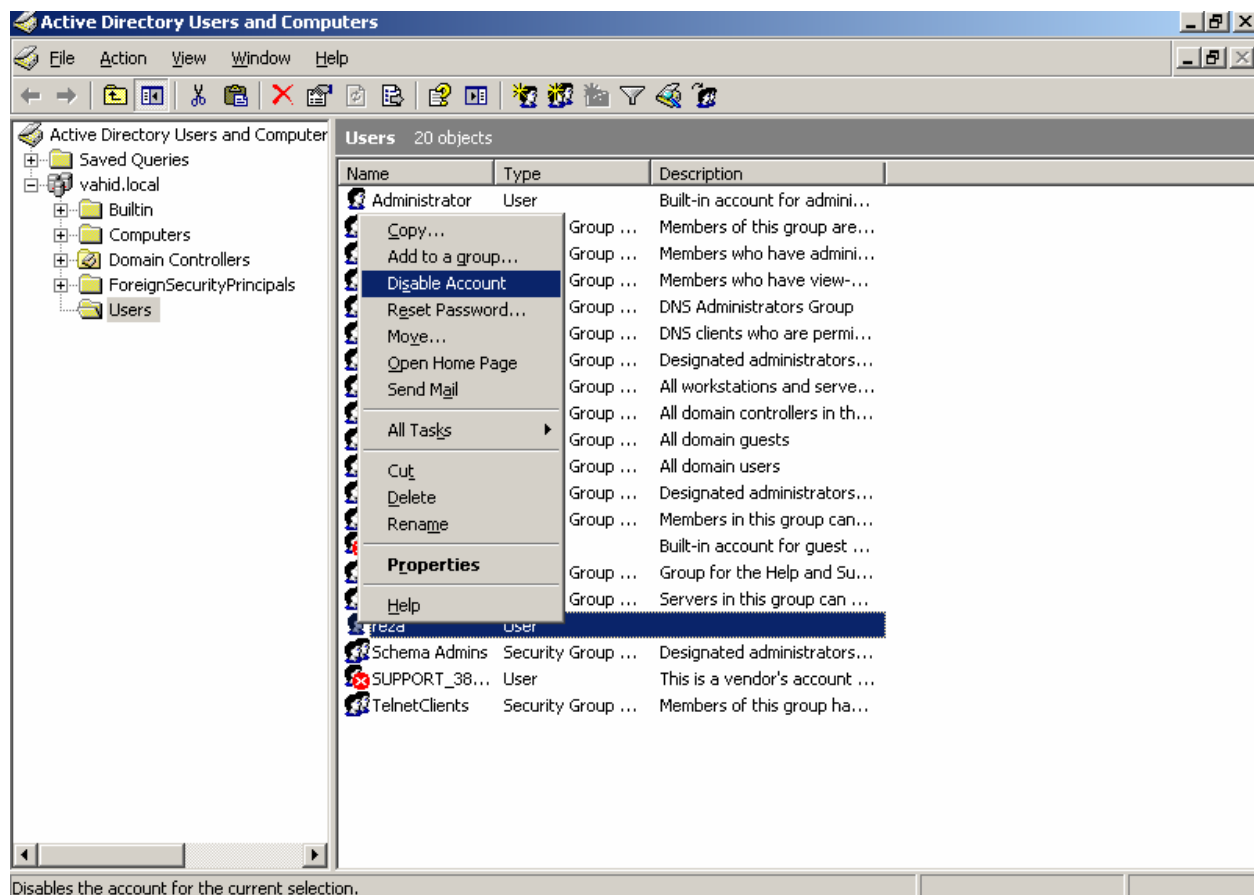 Active Directory Users and Computers
File Action View Window Help
Active Directory Users and Computer
Saved Queries
vahid.local
Builtin
Computers
Domain Controllers
ForeignSecurityPrincipals
Users
Users 20 objects
Name Type Description
Administrator User Built-in account for admini...
Group ... Members of this group are...
Group ... Members who have admini...
Group ... Members who have view-...
Group ... DNS Administrators Group
Group ... DNS clients who are permi...
Group ... Designated administrators...
Group ... All workstations and serve...
Group ... All domain controllers in th...
Group ... All domain guests
Group ... All domain users
Group ... Designated administrators...
Group ... Members in this group can...
Built-in account for guest ...
Group ... Group for the Help and Su...
Group ... Servers in this group can ...
reza User
Schema Admins Security Group ... Designated administrators...
SUPPORT_38... User This is a vendor's account ...
TelnetClients Security Group ... Members of this group ha...
Copy...
Add to a group...
Disable Account
Reset Password...
Move...
Open Home Page
Send Mail
All Tasks
Cut
Delete
Rename
Properties
Help
Disables the account for the current selection.